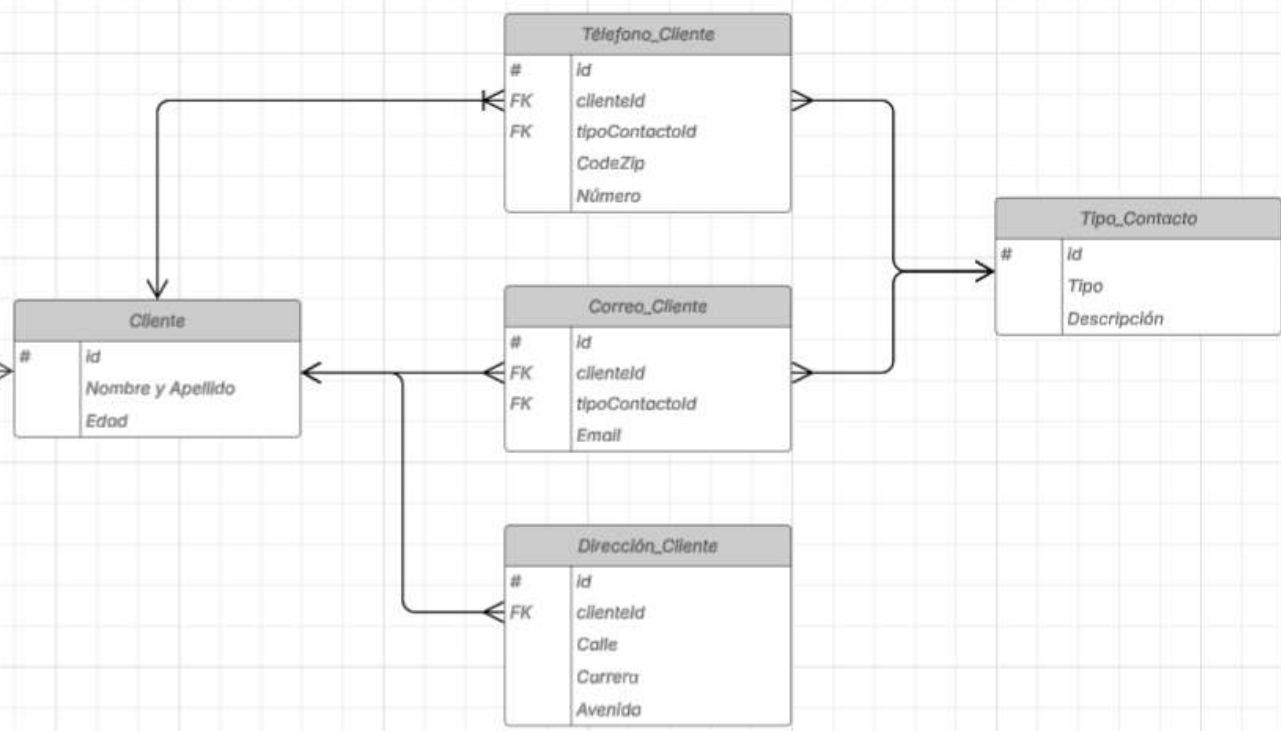 Télefono_Cliente
# id
FK clienteId
FK tipoContactoId
CodeZip
Número
Tipo_Contacto
# id
Tipo
Descripción
Cliente
# id
Nombre y Apellido
Edad
Correo_Cliente
# id
FK clienteId
FK tipoContactoId
Email
Dirección_Cliente
# id
FK clienteId
Calle
Carrera
Avenida